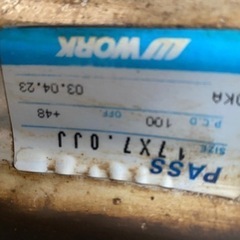 WORK
OKA 03.04.23
P.C.D 100 OFF. +48
SIZE 17X7.0JJ
PASS